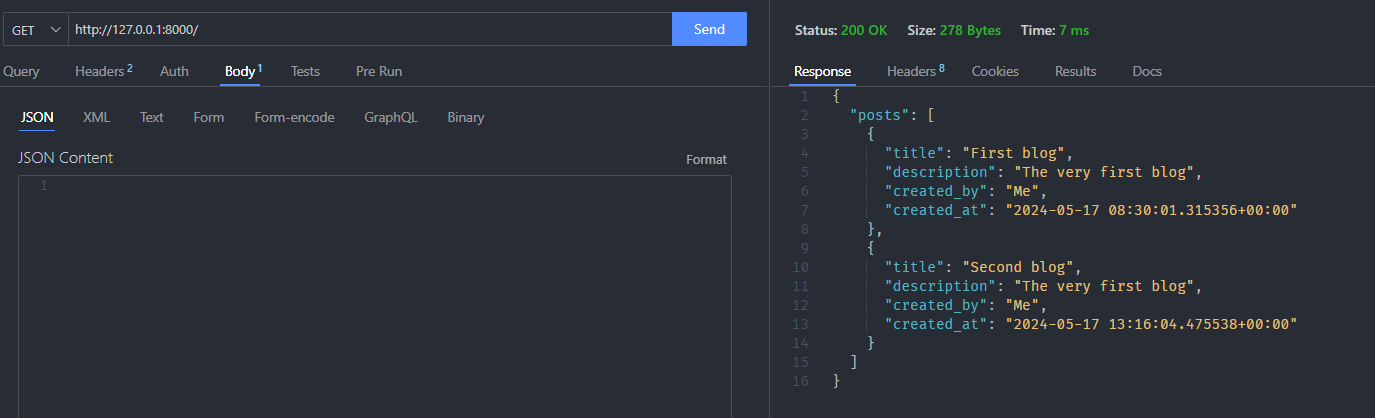 GET http://127.0.0.1:8000/ Send
Query Headers 2 Auth Body 1 Tests Pre Run
JSON XML Text Form Form-encode GraphQL Binary
JSON Content Format
1
Status: 200 OK Size: 278 Bytes Time: 7 ms
Response Headers 8 Cookies Results Docs
1 {
2 "posts": [
3 {
4 "title": "First blog",
5 "description": "The very first blog",
6 "created_by": "Me",
7 "created_at": "2024-05-17 08:30:01.315356+00:00"
8 },
9 {
10 "title": "Second blog",
11 "description": "The very first blog",
12 "created_by": "Me",
13 "created_at": "2024-05-17 13:16:04.475538+00:00"
14 }
15 ]
16 }